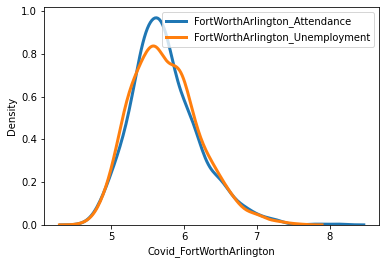 FortWorthArlington_Attendance
FortWorthArlington_Unemployment
1.0
0.8
0.6
0.4
0.2
0.0
Density
5
6
7
8
Covid_FortWorthArlington